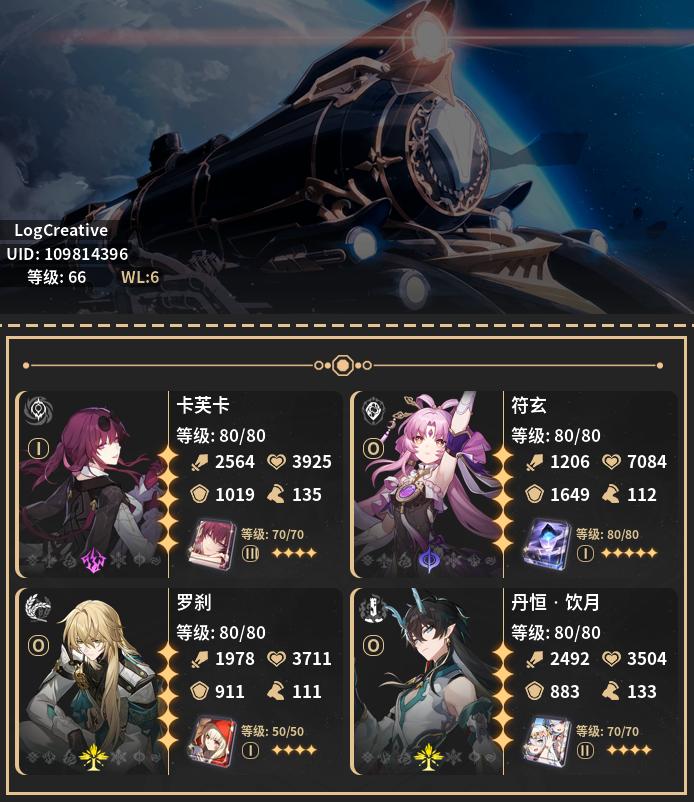 LogCreative
UID: 109814396
等级: 66 WL:6
卡芙卡
等级: 80/80
I
2564 3925
1019 135
等级: 70/70
III
符玄
等级: 80/80
O
1206 7084
1649 112
等级: 80/80
I
罗刹
等级: 80/80
O
1978 3711
911 111
等级: 50/50
I
丹恒·饮月
等级: 80/80
O
2492 3504
883 133
等级: 70/70
II